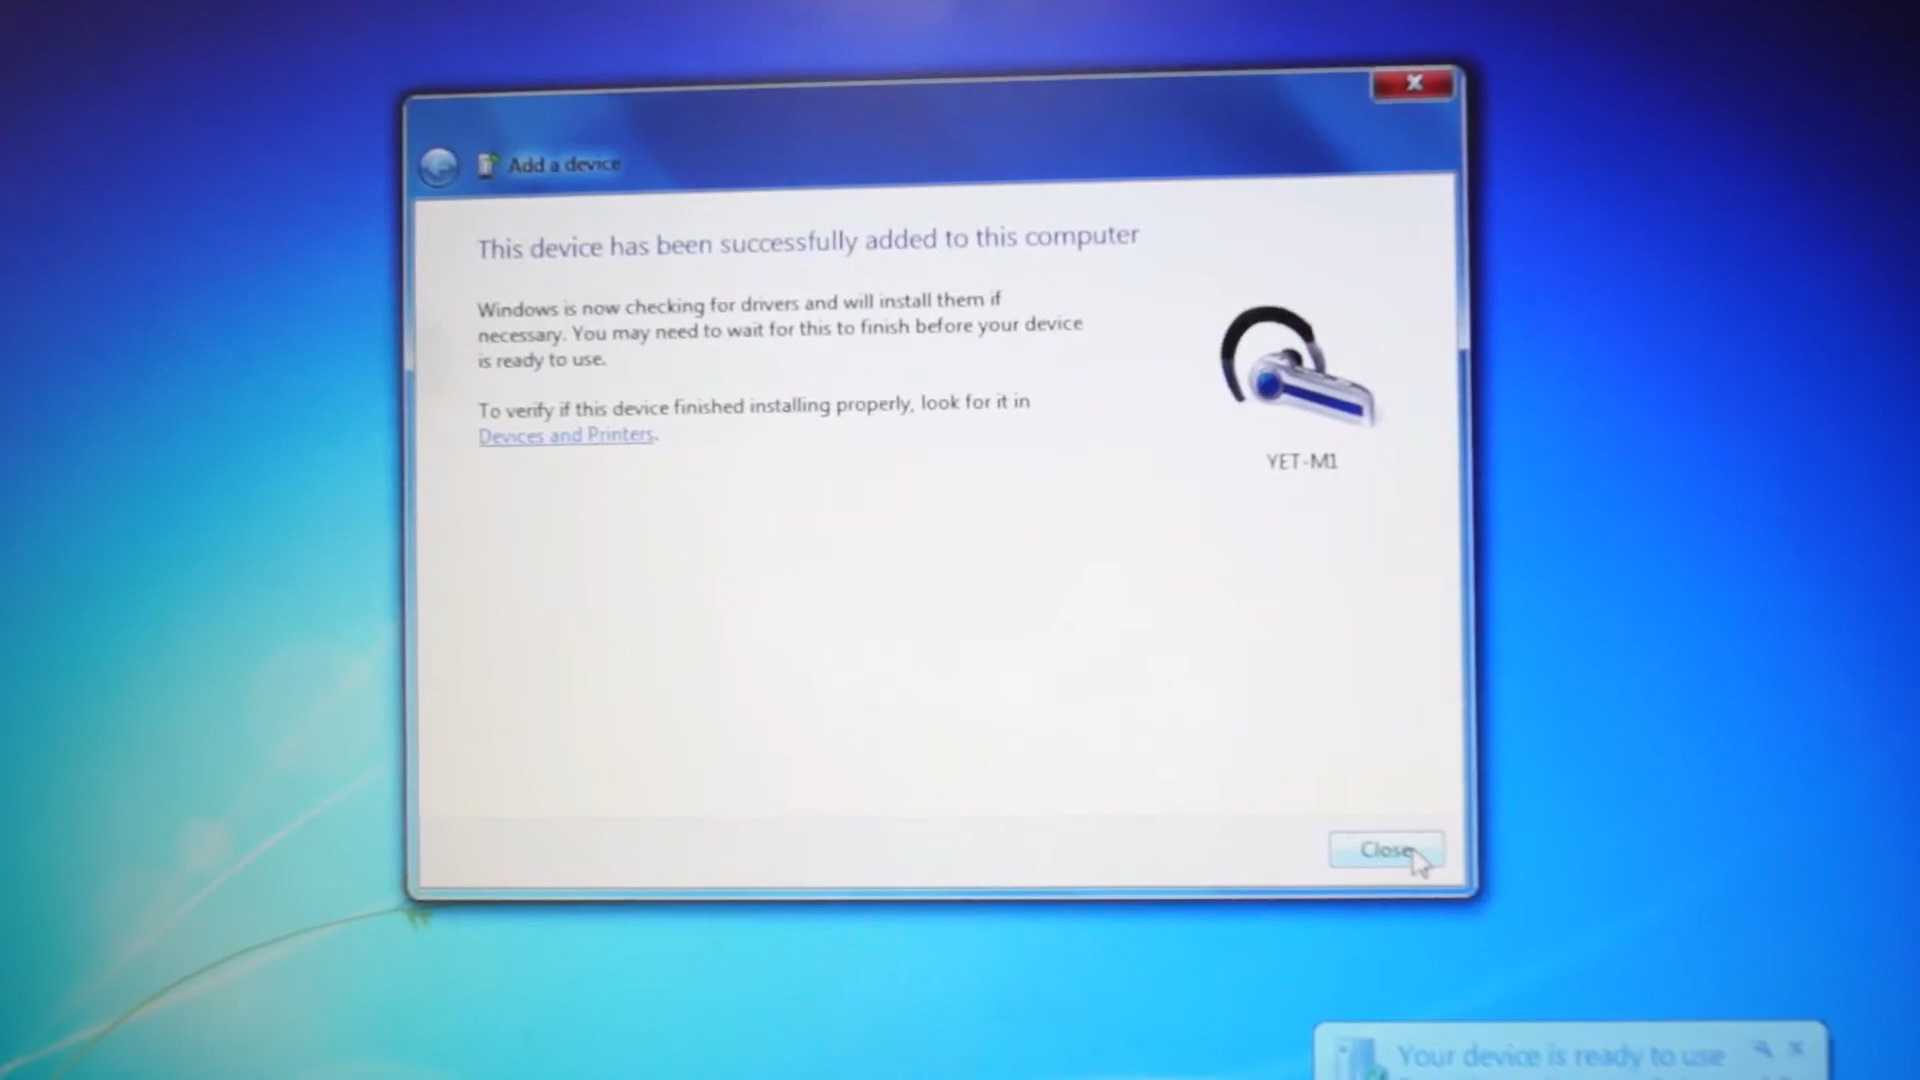 Add a device
This device has been successfully added to this computer
Windows is now checking for drivers and will install them if
necessary. You may need to wait for this to finish before your device
is ready to use.
To verify if this device finished installing properly, look for it in
Devices and Printers.
YET-M1
Close
Your device is ready to use